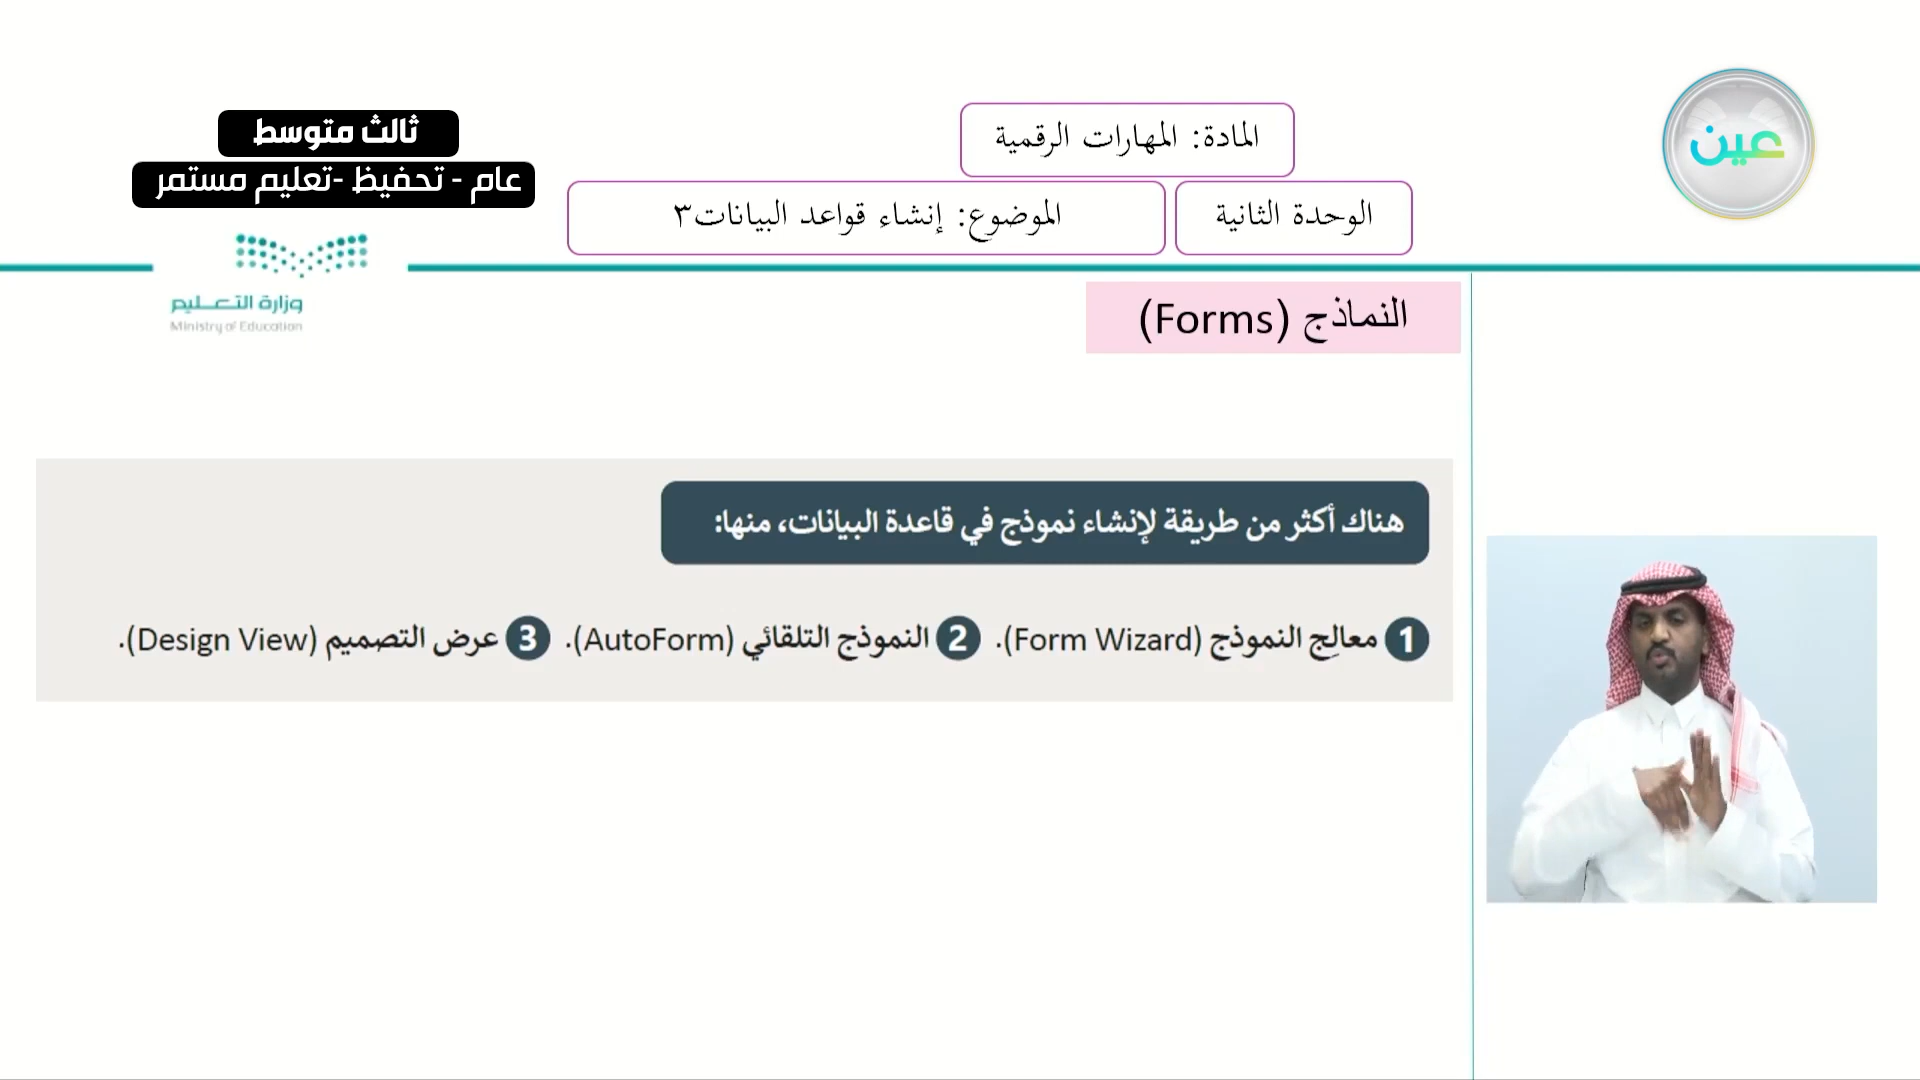 عين
المادة: المهارات الرقمية
ثالث متوسط
عام - تحفيظ -تعليم مستمر
الوحدة الثانية
الموضوع: إنشاء قواعد البيانات٣
وزارة التعـــليم
Ministry of Education
النماذج (Forms)
هناك أكثر من طريقة لإنشاء نموذج في قاعدة البيانات، منها:
1 معالِج النموذج (Form Wizard). 2 النموذج التلقائي (AutoForm). 3 عرض التصميم (Design View).